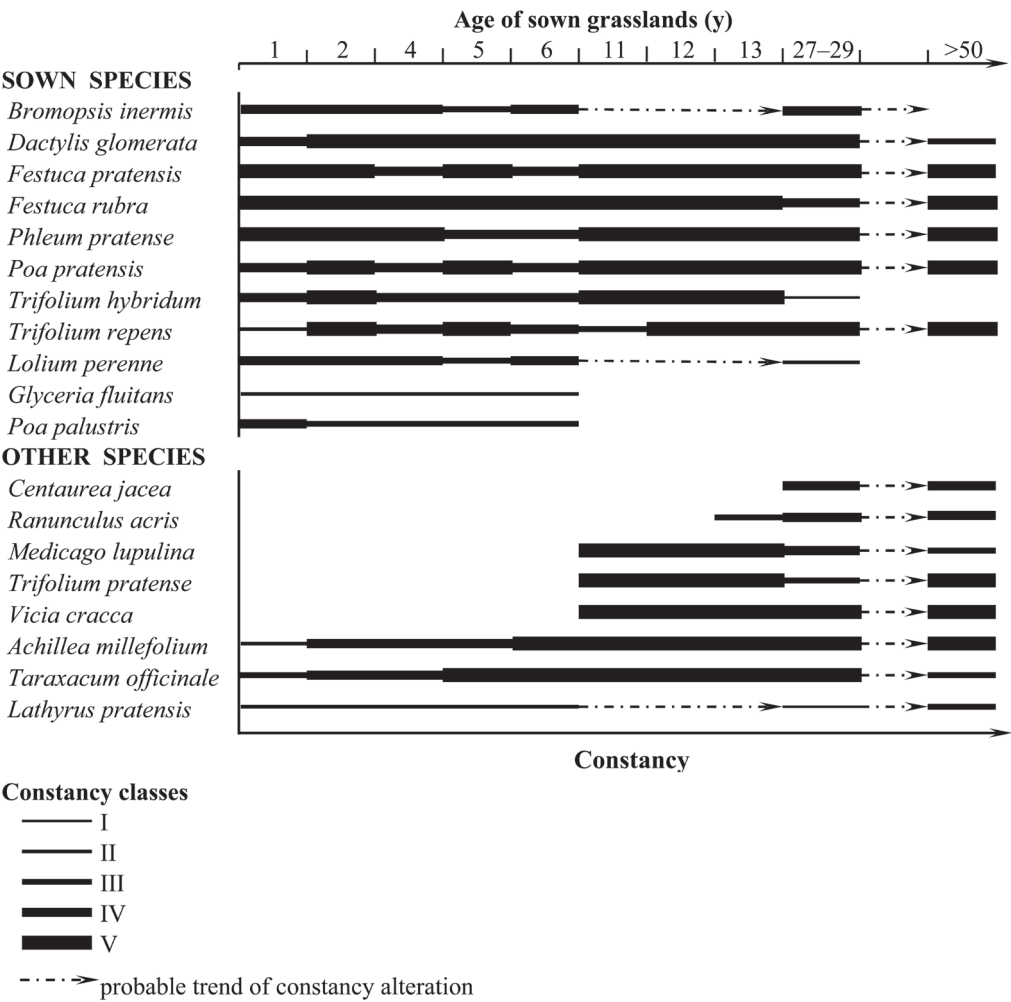 Age of sown grasslands (y)
1 2 4 5 6 11 12 13 27–29 >50
SOWN SPECIES
Bromopsis inermis
Dactylis glomerata
Festuca pratensis
Festuca rubra
Phleum pratense
Poa pratensis
Trifolium hybridum
Trifolium repens
Lolium perenne
Glyceria fluitans
Poa palustris
OTHER SPECIES
Centaurea jacea
Ranunculus acris
Medicago lupulina
Trifolium pratense
Vicia cracca
Achillea millefolium
Taraxacum officinale
Lathyrus pratensis
Constancy
Constancy classes
I
II
III
IV
V
probable trend of constancy alteration